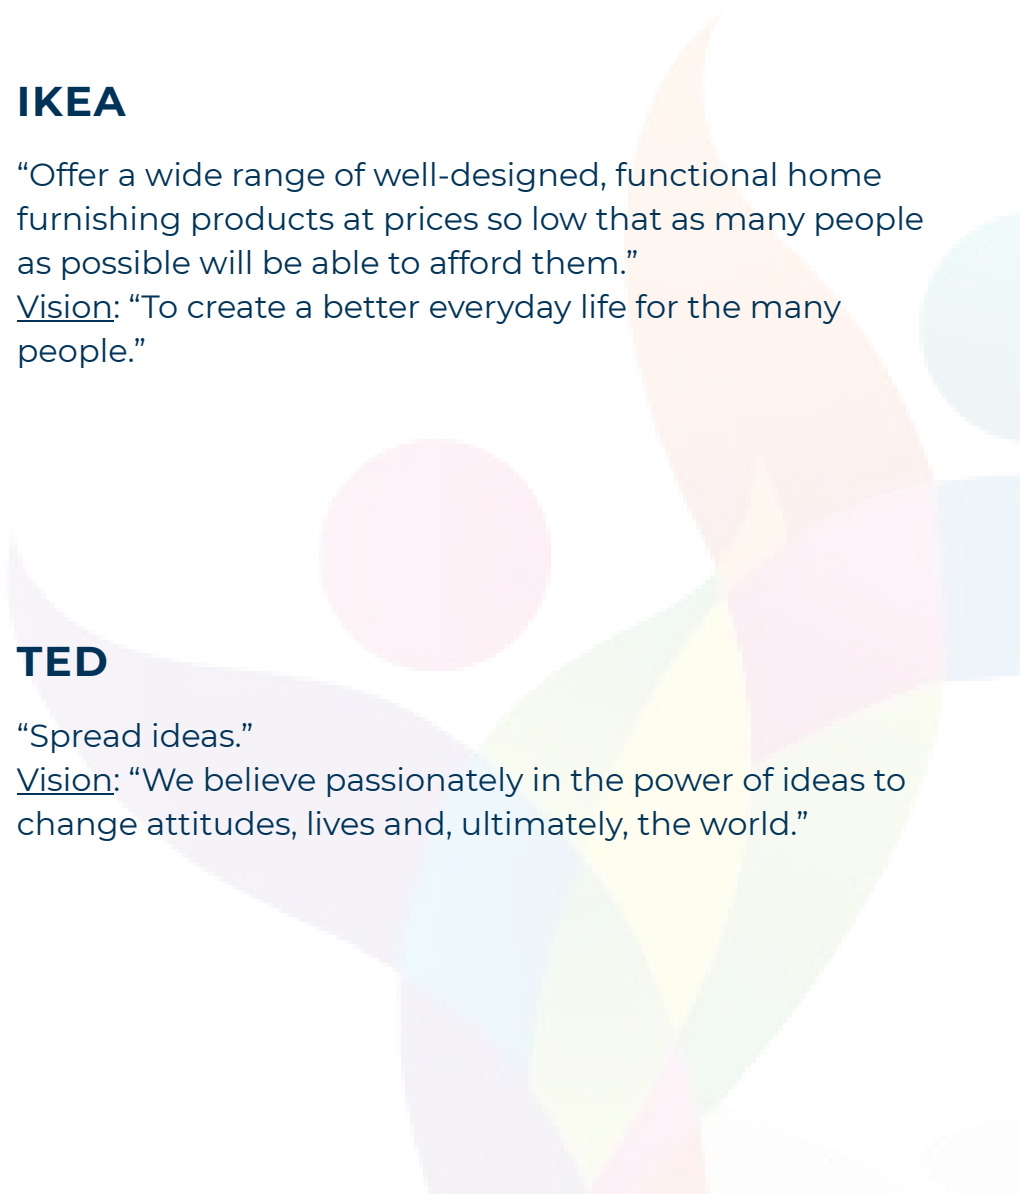 IKEA
“Offer a wide range of well-designed, functional home
furnishing products at prices so low that as many people
as possible will be able to afford them.”
Vision: “To create a better everyday life for the many
people.”
TED
“Spread ideas.”
Vision: “We believe passionately in the power of ideas to
change attitudes, lives and, ultimately, the world.”